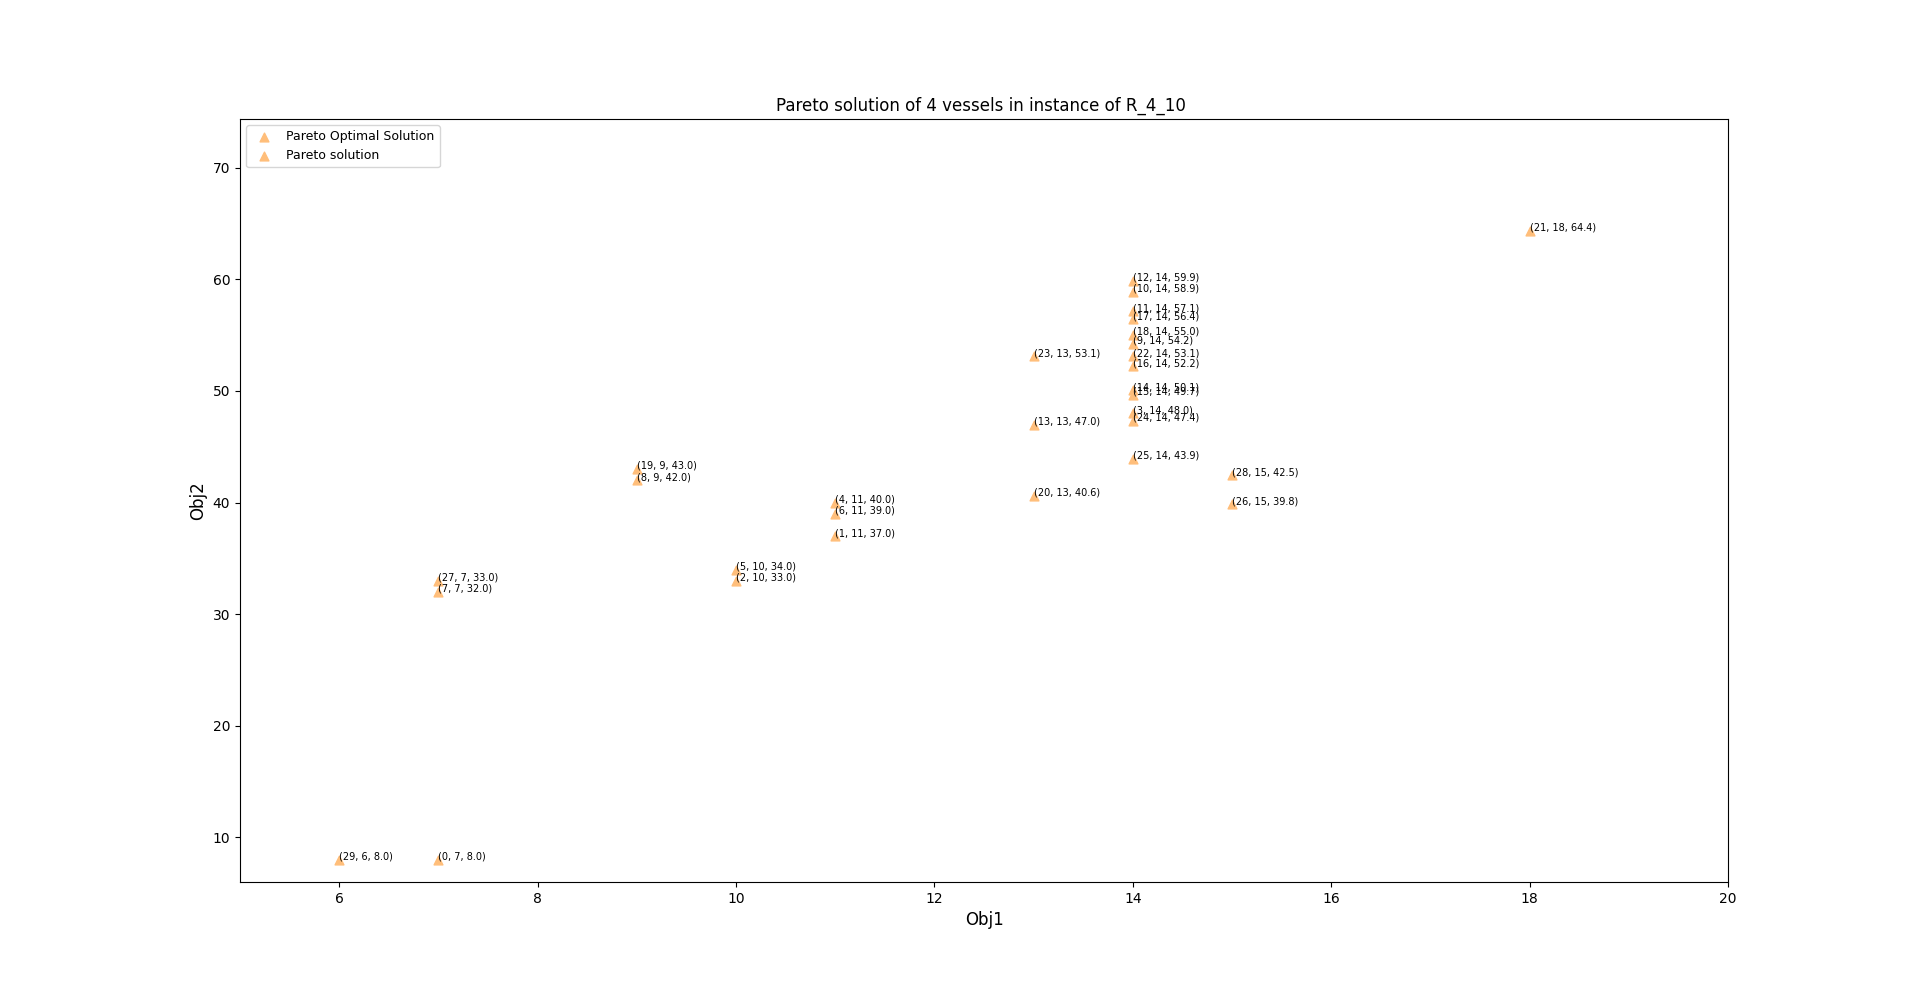 Pareto solution of 4 vessels in instance of R_4_10
Pareto Optimal Solution
Pareto solution
70
60
50
40
30
20
10
Obj2
(21, 18, 64.4)
(12, 14, 59.9)
(10, 14, 58.9)
(11, 14, 57.1)
(17, 14, 56.4)
(18, 14, 55.0)
(9, 14, 54.2)
(23, 13, 53.1)
(22, 14, 53.1)
(16, 14, 52.2)
(14, 14, 50.1)
(15, 14, 49.7)
(3, 14, 48.0)
(24, 14, 47.4)
(13, 13, 47.0)
(25, 14, 43.9)
(19, 9, 43.0)
(28, 15, 42.5)
(8, 9, 42.0)
(20, 13, 40.6)
(4, 11, 40.0)
(26, 15, 39.8)
(6, 11, 39.0)
(1, 11, 37.0)
(5, 10, 34.0)
(27, 7, 33.0)
(2, 10, 33.0)
(7, 7, 32.0)
(29, 6, 8.0)
(0, 7, 8.0)
6 8 10 12 14 16 18 20
Obj1